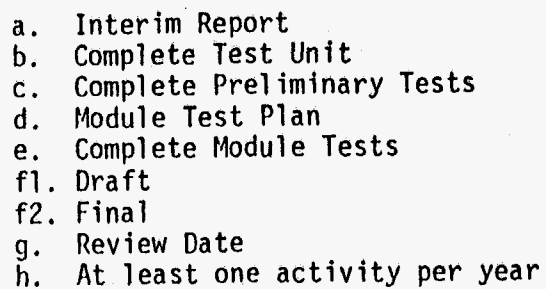 a. Interim Report
b. Complete Test Unit
c. Complete Preliminary Tests
d. Module Test Plan
e. Complete Module Tests
f1. Draft
f2. Final
g. Review Date
h. At least one activity per year